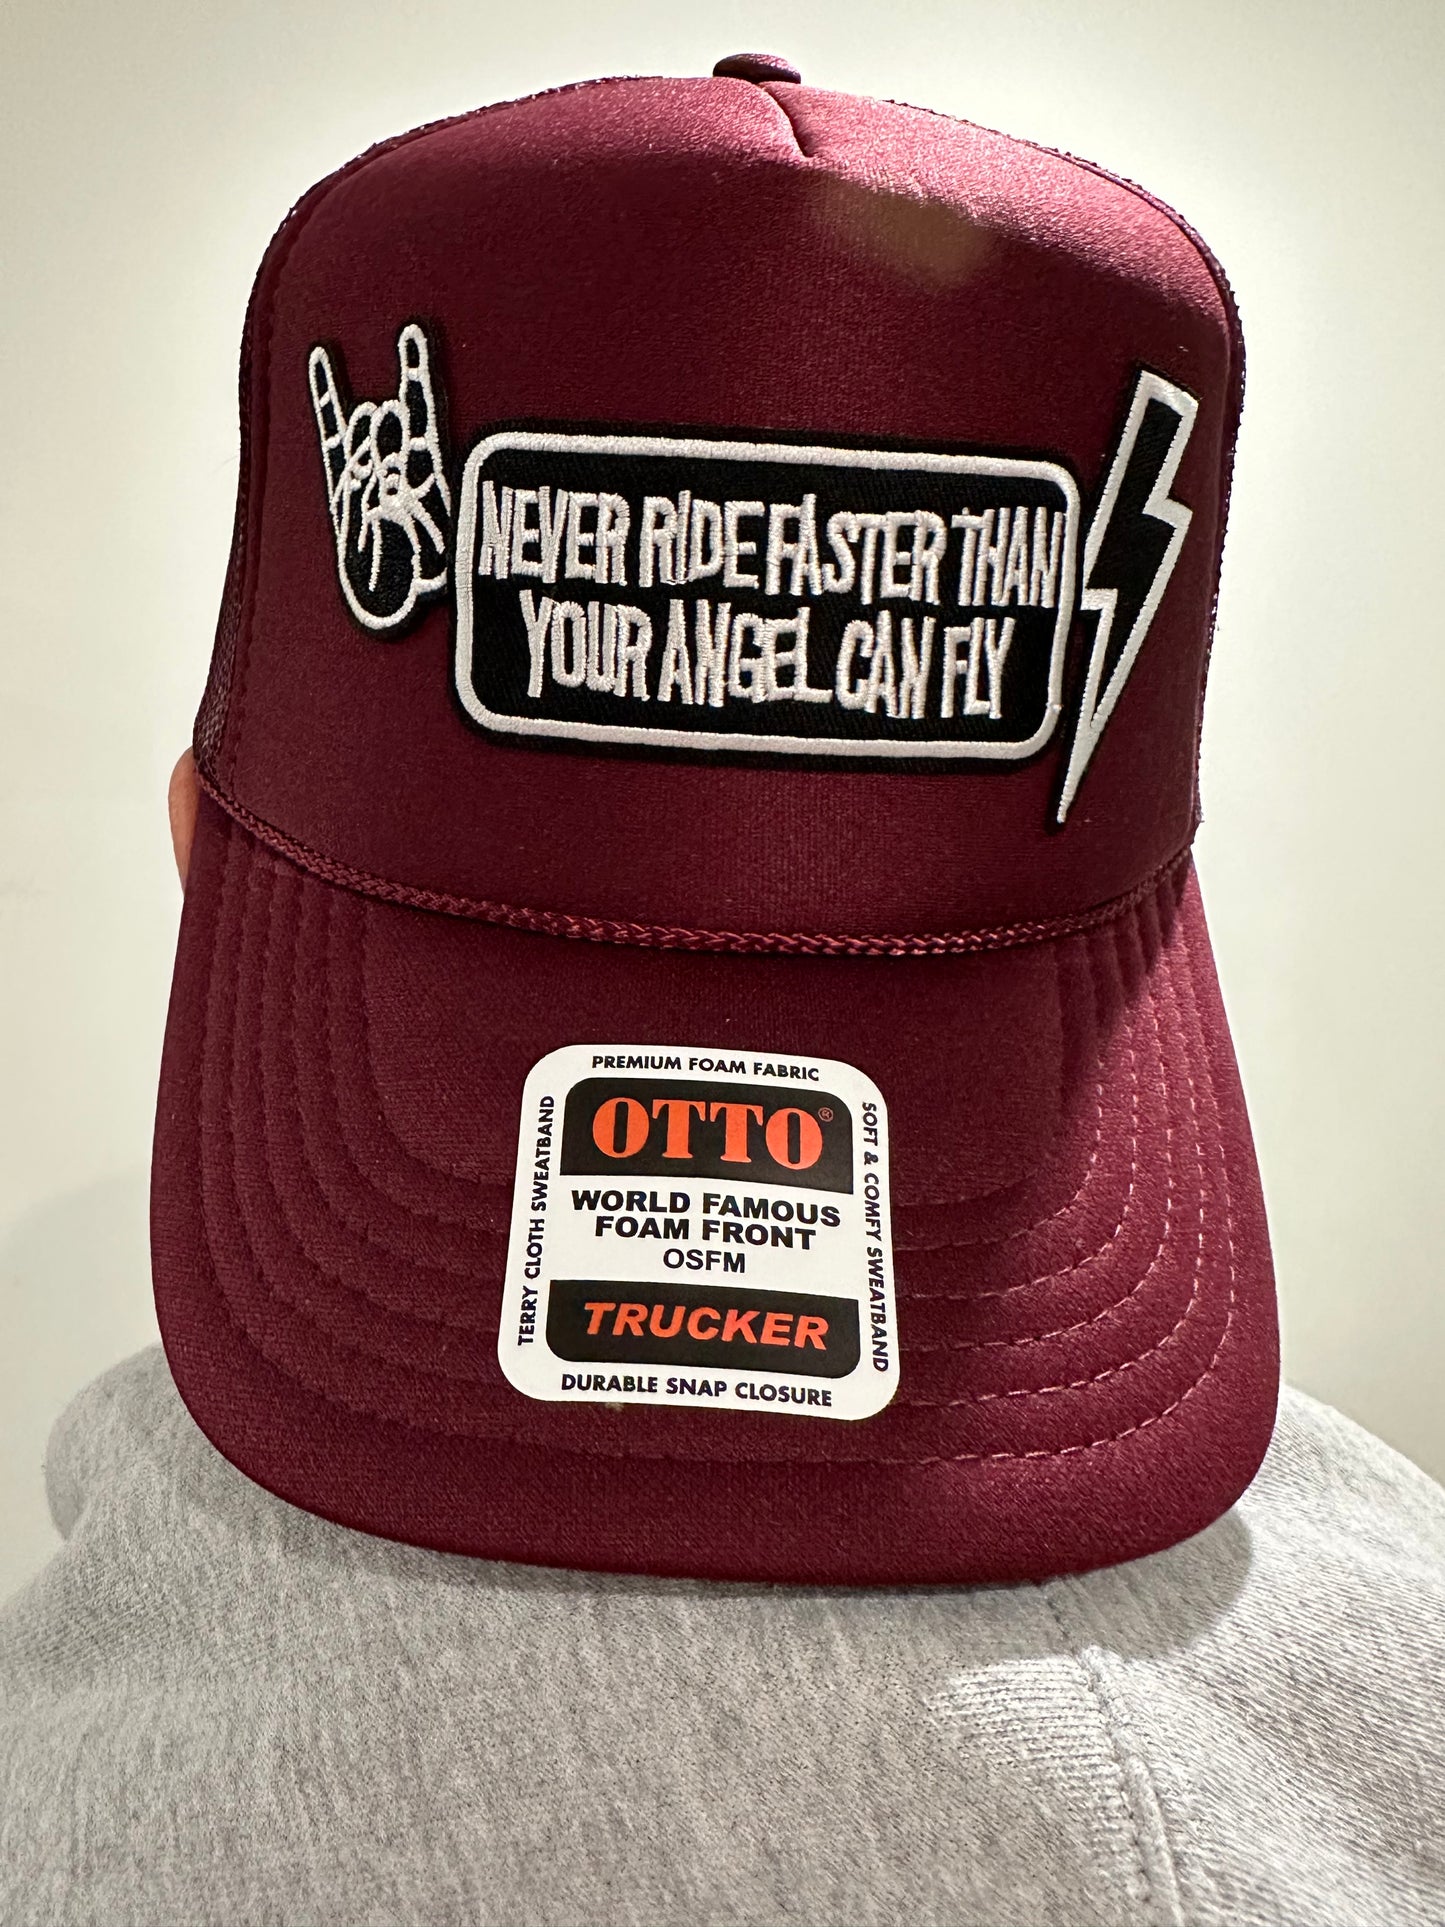 NEVER RIDE FASTER THAN
YOUR ANGEL CAN FLY
PREMIUM FOAM FABRIC
OTTO®
WORLD FAMOUS
FOAM FRONT
OSFM
TRUCKER
DURABLE SNAP CLOSURE
TERRY CLOTH SWEATBAND
SOFT & COMFY SWEATBAND